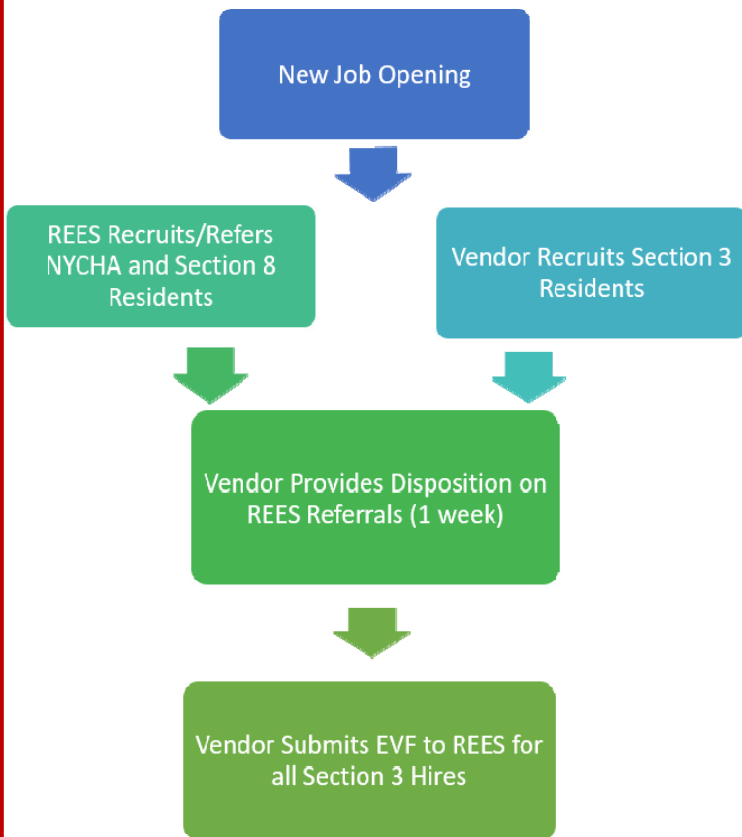 New Job Opening
REES Recruits/Refers
NYCHA and Section 8
Residents
Vendor Recruits Section 3
Residents
Vendor Provides Disposition on
REES Referrals (1 week)
Vendor Submits EVF to REES for
all Section 3 Hires